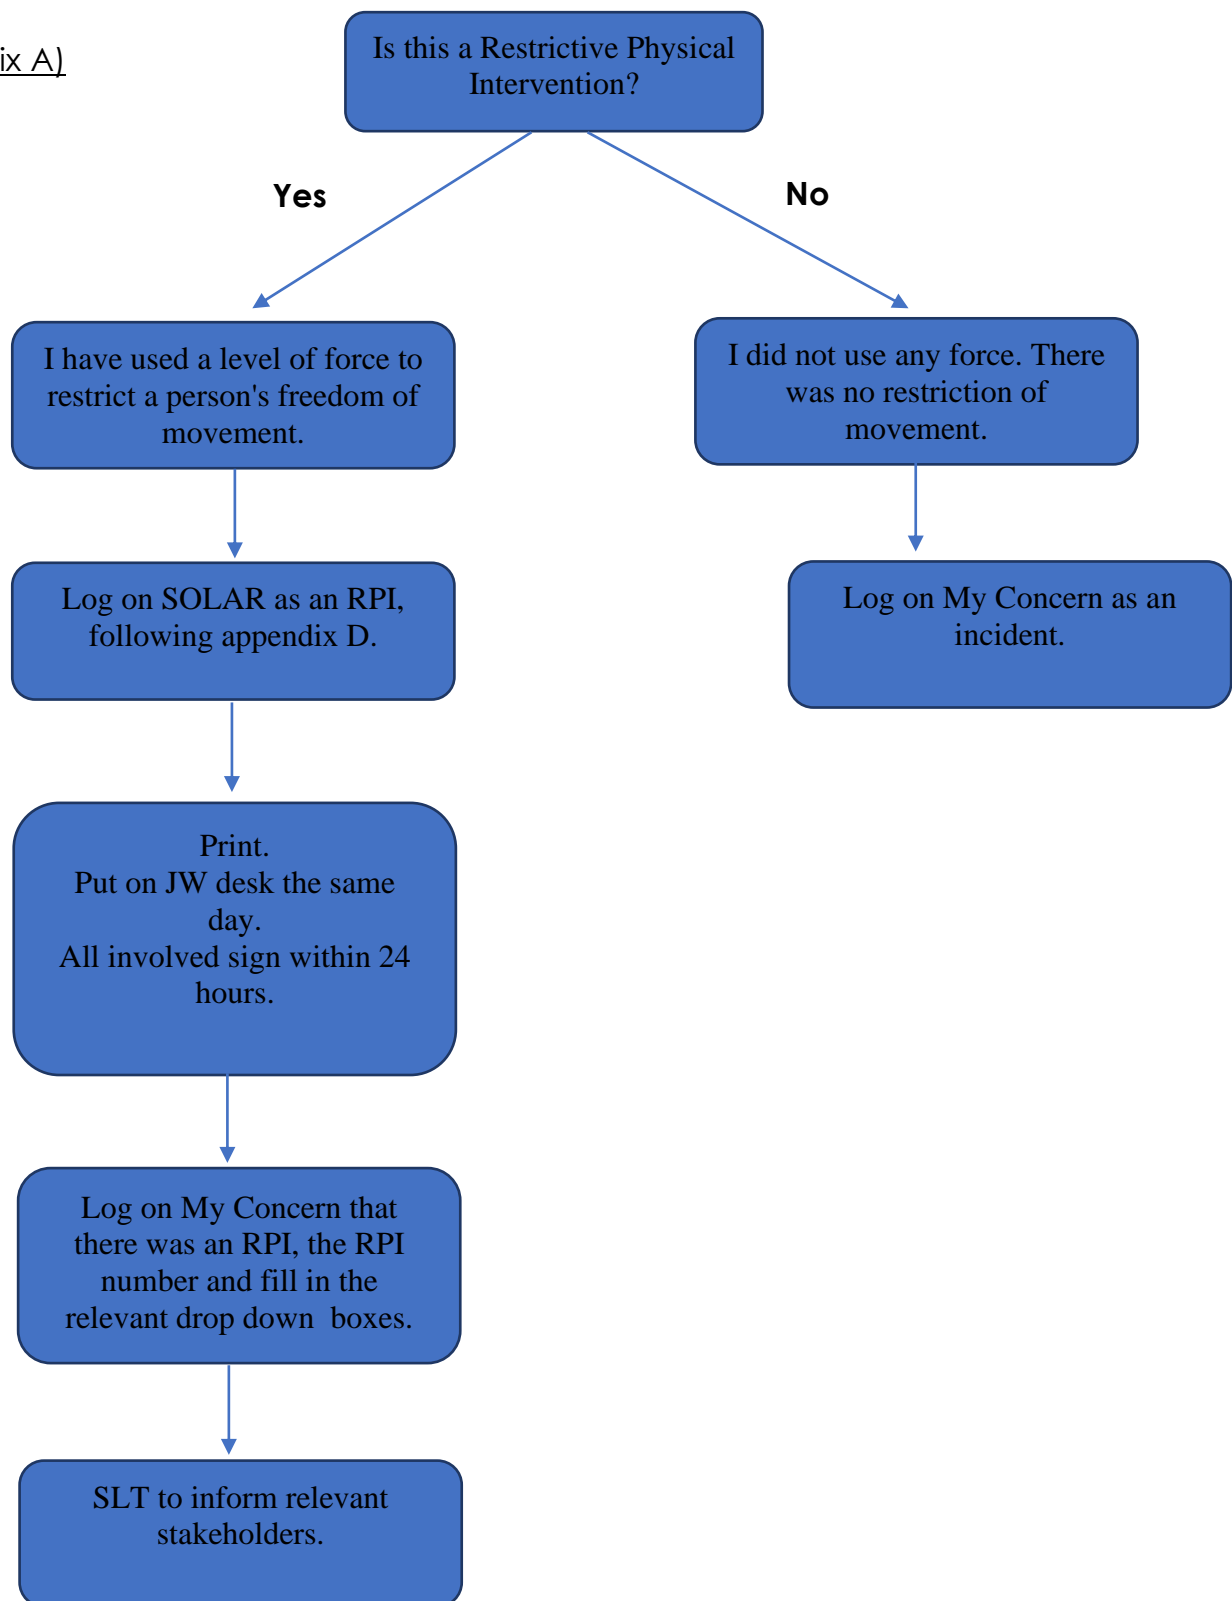 ix A)
Is this a Restrictive Physical
Intervention?
Yes
No
I have used a level of force to
restrict a person's freedom of
movement.
I did not use any force. There
was no restriction of
movement.
Log on SOLAR as an RPI,
following appendix D.
Log on My Concern as an
incident.
Print.
Put on JW desk the same
day.
All involved sign within 24
hours.
Log on My Concern that
there was an RPI, the RPI
number and fill in the
relevant drop down  boxes.
SLT to inform relevant
stakeholders.